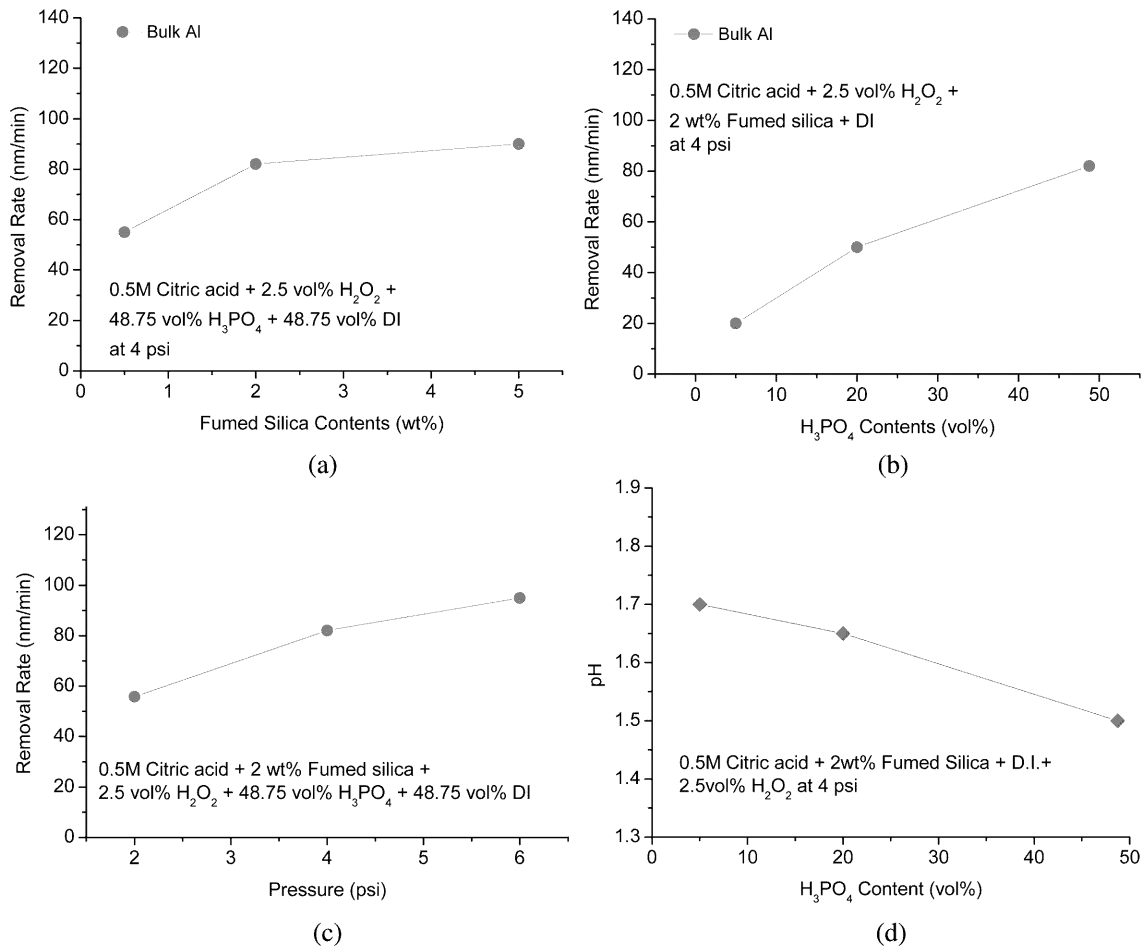 140
120
100
80
60
40
20
0
Removal Rate (nm/min)
Bulk Al
0.5M Citric acid + 2.5 vol% H₂O₂ +
48.75 vol% H₃PO₄ + 48.75 vol% DI
at 4 psi
0 1 2 3 4 5
Fumed Silica Contents (wt%)
(a)
140
120
100
80
60
40
20
0
Removal Rate (nm/min)
Bulk Al
0.5M Citric acid + 2.5 vol% H₂O₂ +
2 wt% Fumed silica + DI
at 4 psi
0 10 20 30 40 50
H₃PO₄ Contents (vol%)
(b)
120
100
80
60
40
20
0
Removal Rate (nm/min)
0.5M Citric acid + 2 wt% Fumed silica +
2.5 vol% H₂O₂ + 48.75 vol% H₃PO₄ + 48.75 vol% DI
2 3 4 5 6
Pressure (psi)
(c)
1.9
1.8
1.7
1.6
1.5
1.4
1.3
pH
0.5M Citric acid + 2wt% Fumed Silica + D.I.+
2.5vol% H₂O₂ at 4 psi
0 10 20 30 40 50
H₃PO₄ Content (vol%)
(d)